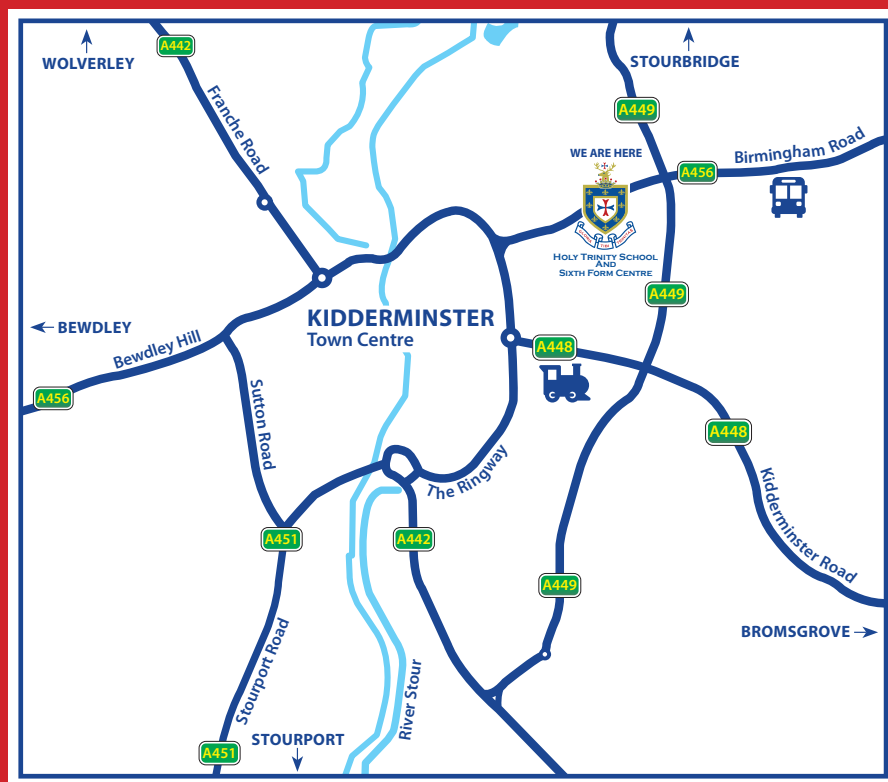 A442
WOLVERLEY
STOURBRIDGE
Franche Road
A449
Birmingham Road
WE ARE HERE
A456
HOLY TRINITY SCHOOL
AND
SIXTH FORM CENTRE
A449
KIDDERMINSTER
Town Centre
BEWDLEY
Bewdley Hill
A448
A456
Sutton Road
A448
The Ringway
Kidderminster Road
A451
A442
A449
BROMSGROVE
Stourport Road
River Stour
STOURPORT
A451